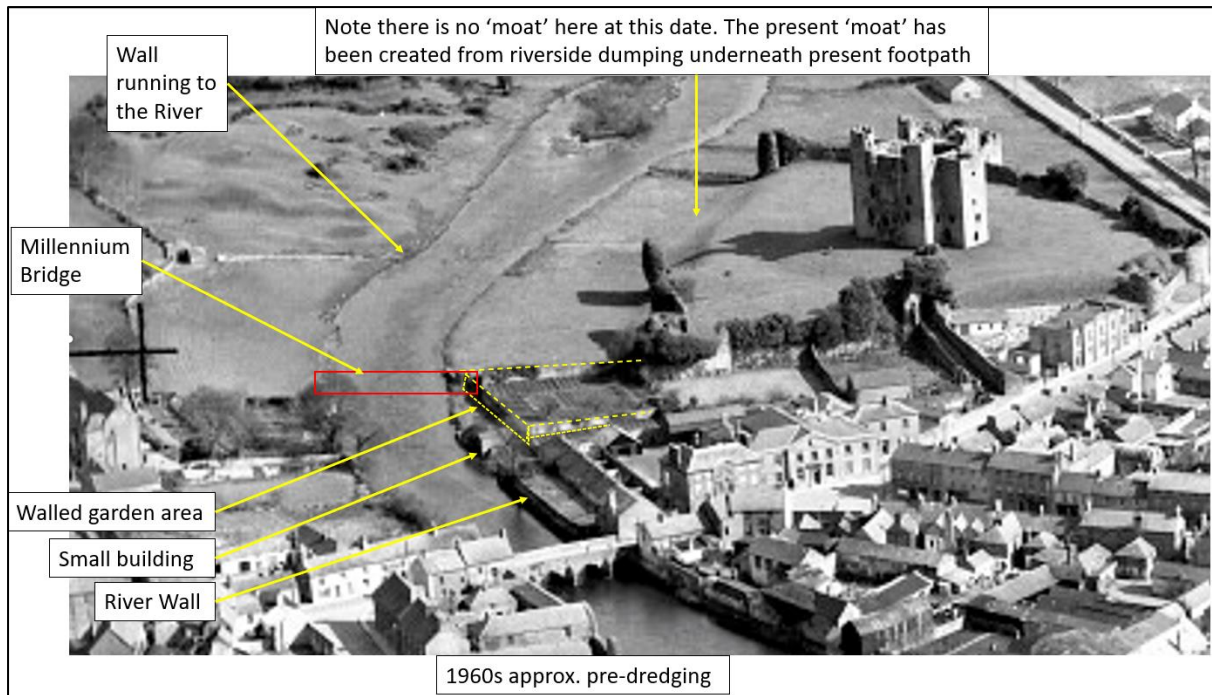 Note there is no ‘moat’ here at this date. The present ‘moat’ has
been created from riverside dumping underneath present footpath
Wall
running to
the River
Millennium
Bridge
Walled garden area
Small building
River Wall
1960s approx. pre-dredging